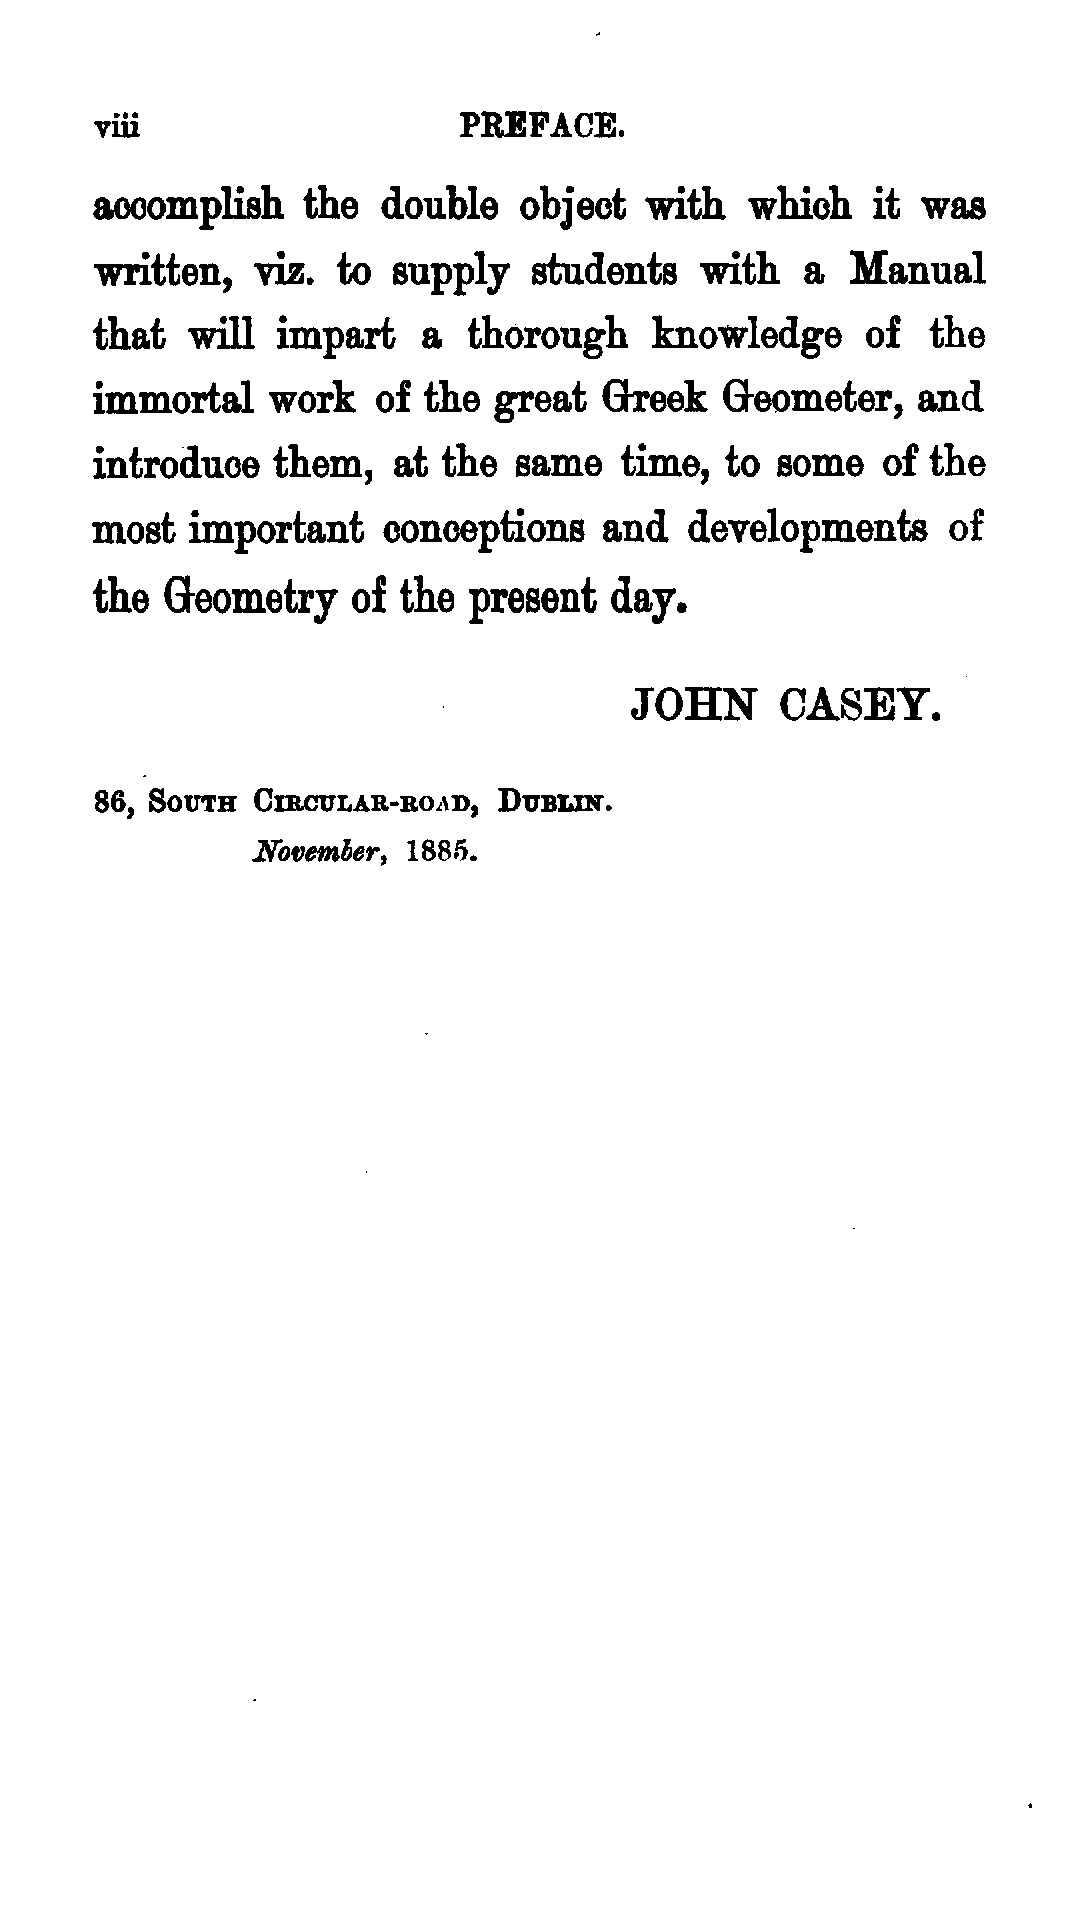 viii PREFACE.
accomplish the double object with which it was
written, viz. to supply students with a Manual
that will impart a thorough knowledge of the
immortal work of the great Greek Geometer, and
introduce them, at the same time, to some of the
most important conceptions and developments of
the Geometry of the present day.
JOHN CASEY.
86, South Circular-road, Dublin.
November, 1885.